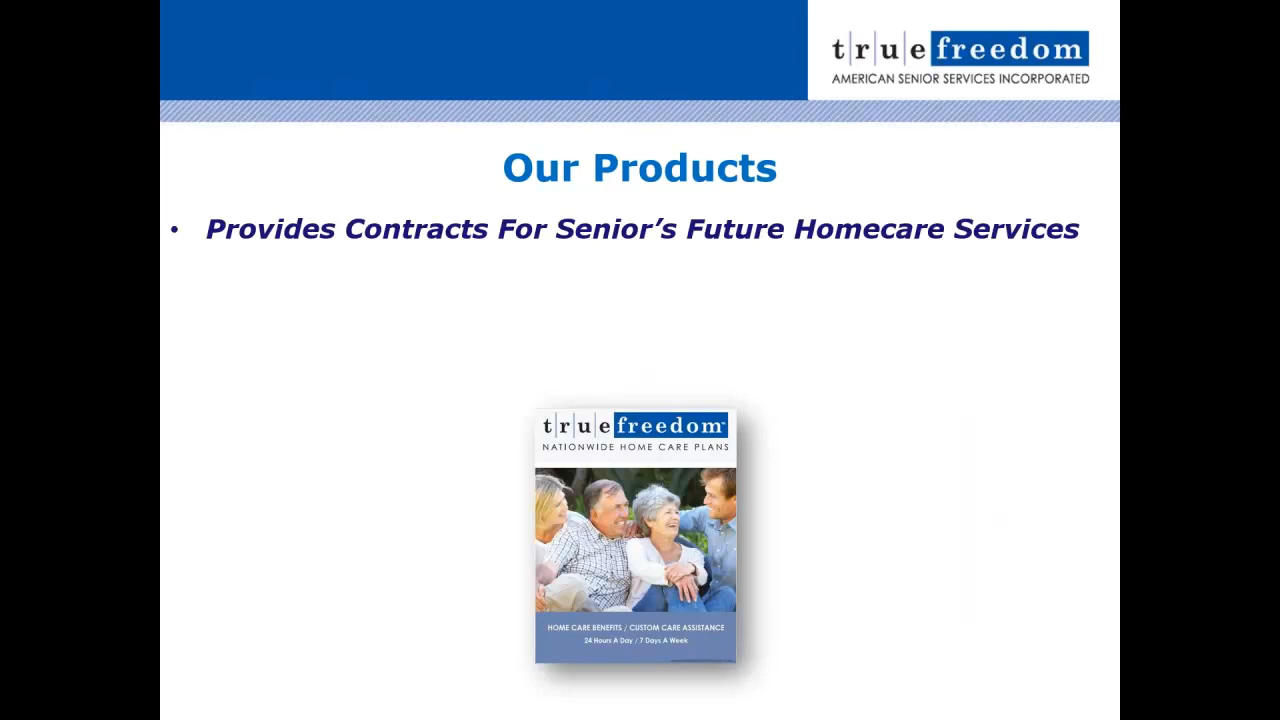 true freedom
AMERICAN SENIOR SERVICES INCORPORATED
Our Products
• Provides Contracts For Senior’s Future Homecare Services
true freedom™
NATIONWIDE HOME CARE PLANS
HOME CARE BENEFITS / CUSTOM CARE ASSISTANCE
24 Hours A Day / 7 Days A Week